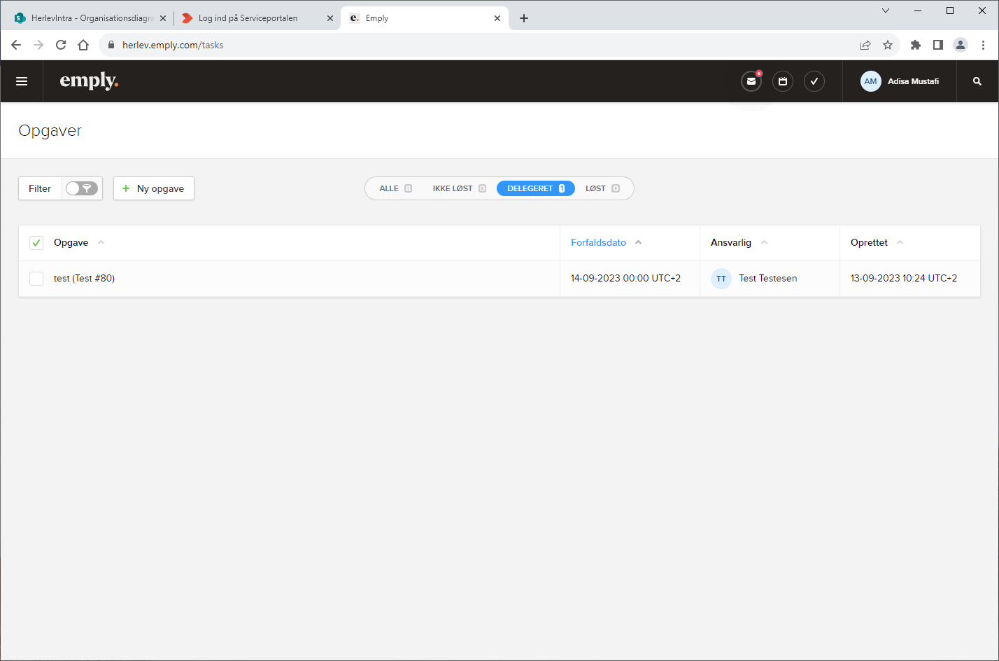 HerlevIntra - Organisationsdiagra
Log ind på Serviceportalen
e. Emply
herlev.emply.com/tasks
emply.
5
AM Adisa Mustafi
Opgaver
Filter
+ Ny opgave
ALLE 8 IKKE LØST 0 DELEGERET 1 LØST 0
Opgave Forfaldsdato Ansvarlig Oprettet
test (Test #80) 14-09-2023 00:00 UTC+2 TT Test Testesen 13-09-2023 10:24 UTC+2